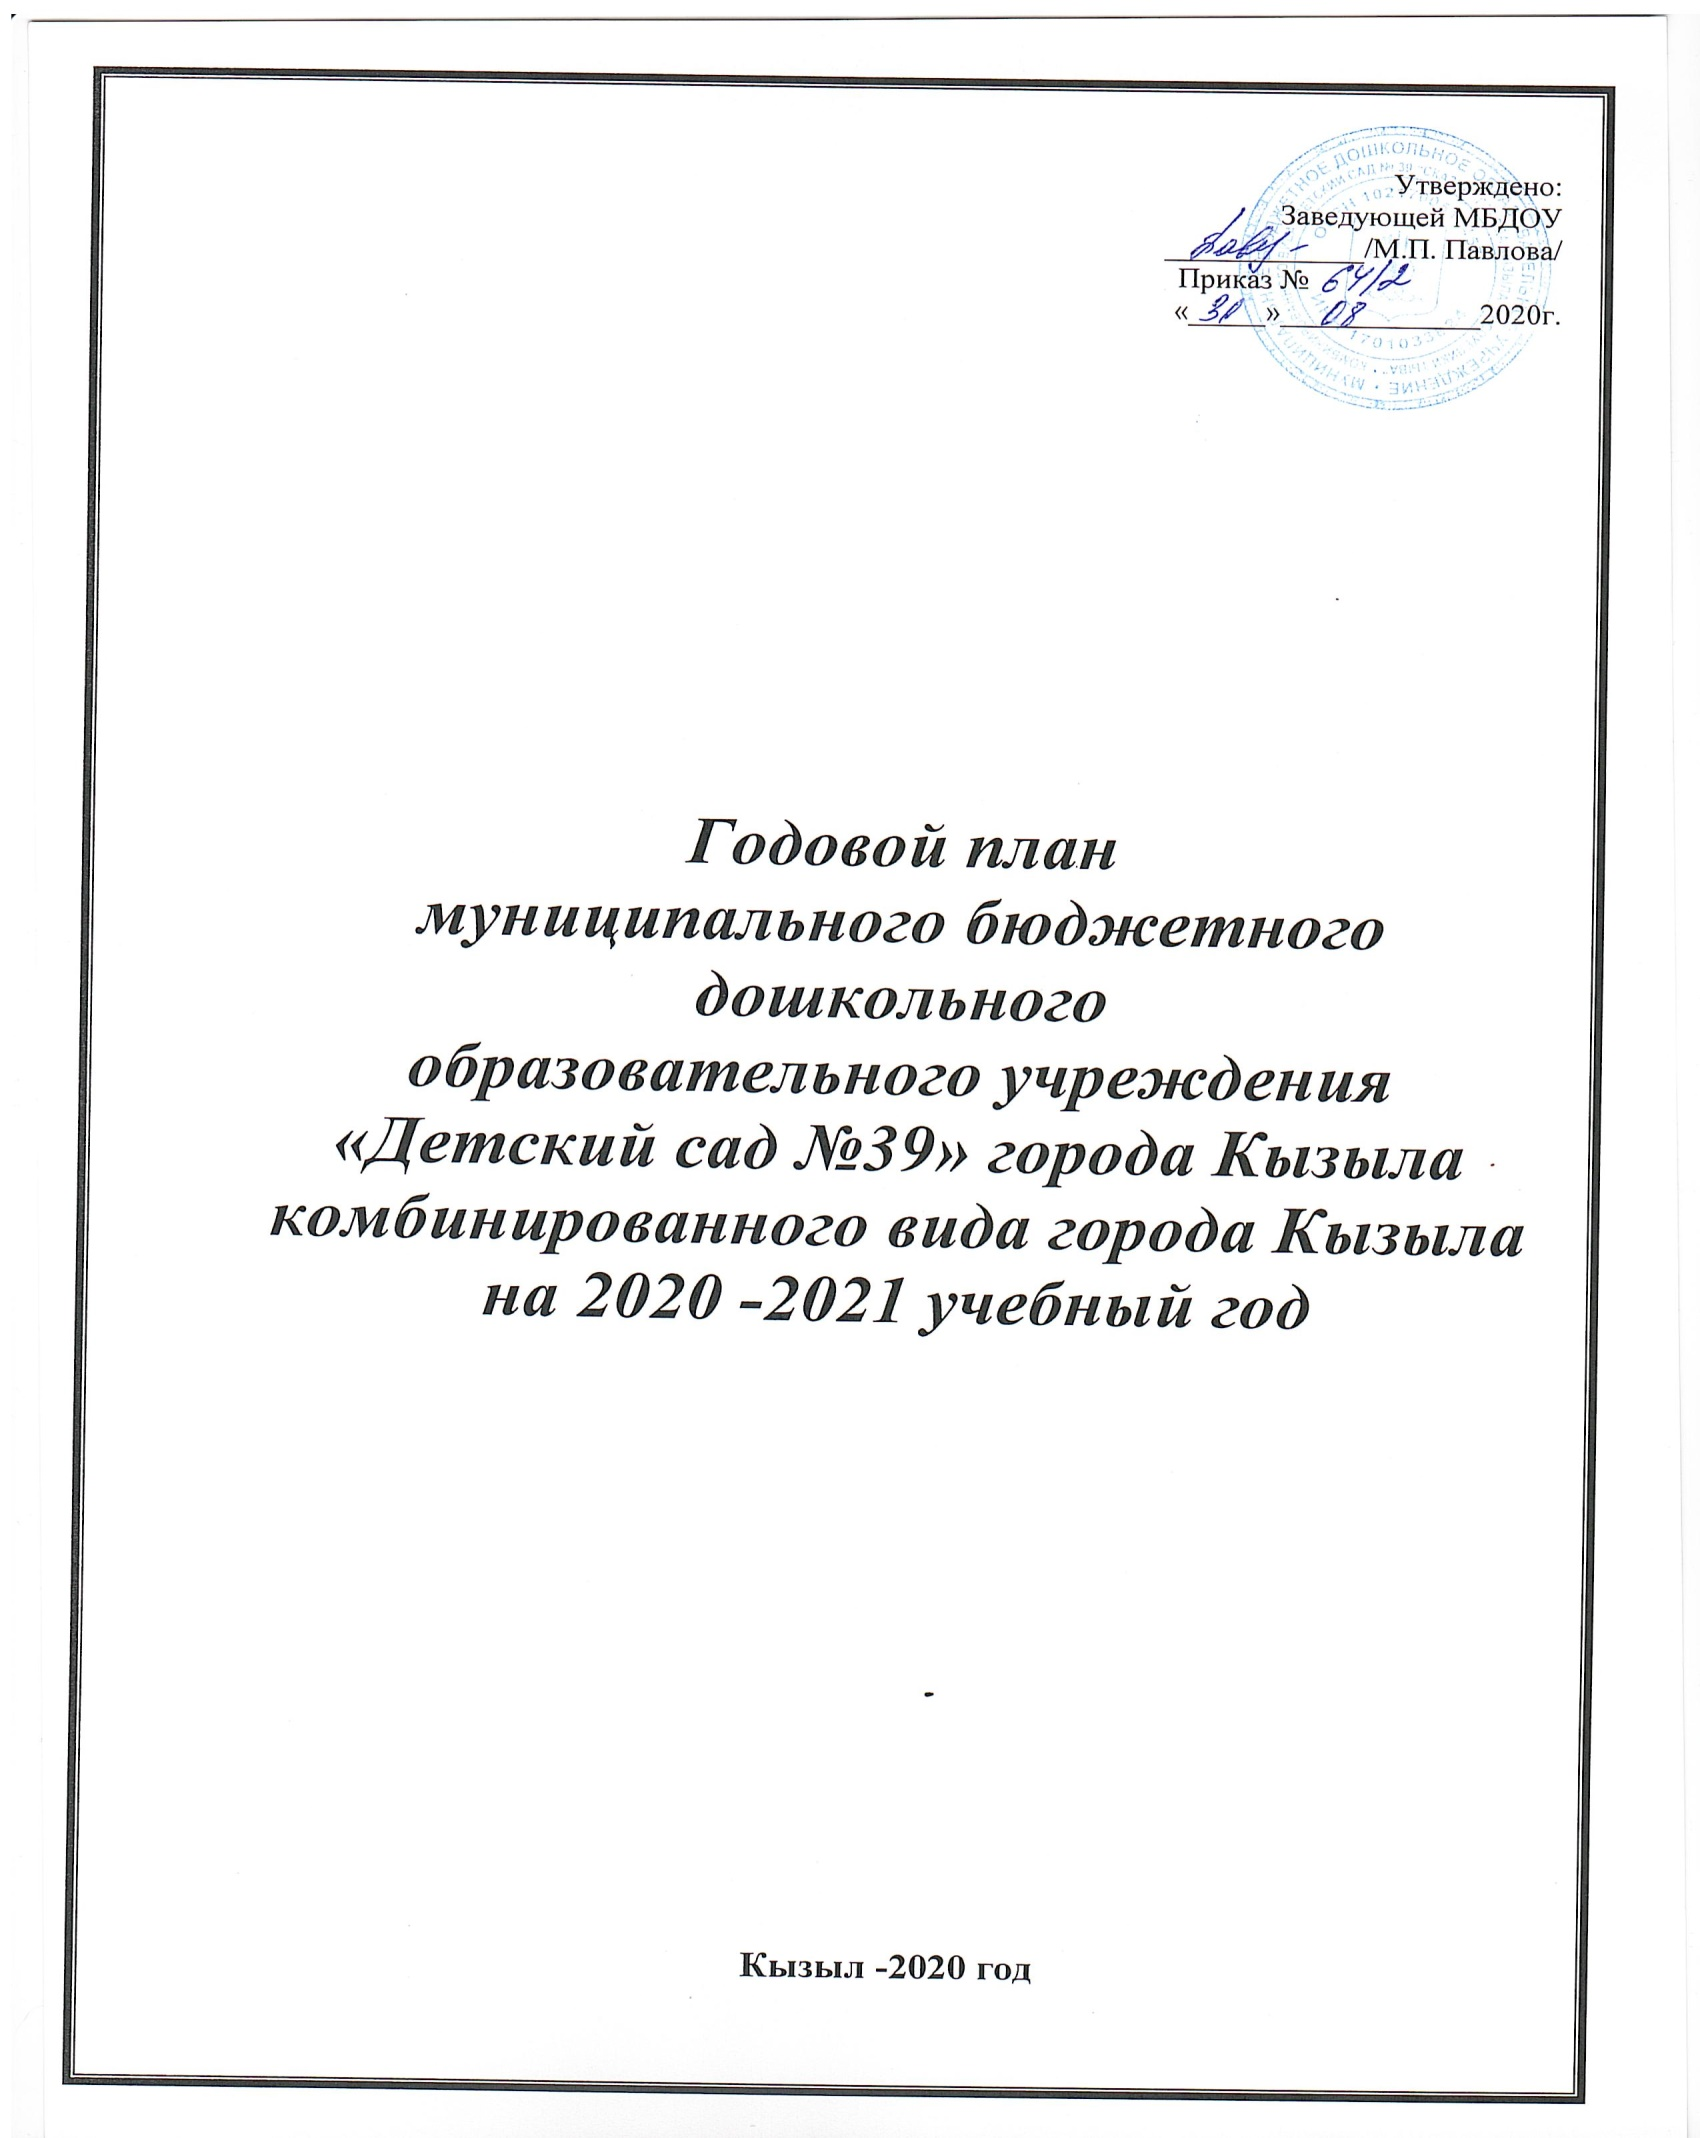 Утверждено:
Заведующей МБДОУ
/М.П. Павлова/
Приказ № 64/2
«31» 08 2020г.
Годовой план
муниципального бюджетного
дошкольного
образовательного учреждения
«Детский сад №39» города Кызыла
комбинированного вида города Кызыла
на 2020 -2021 учебный год
Кызыл -2020 год